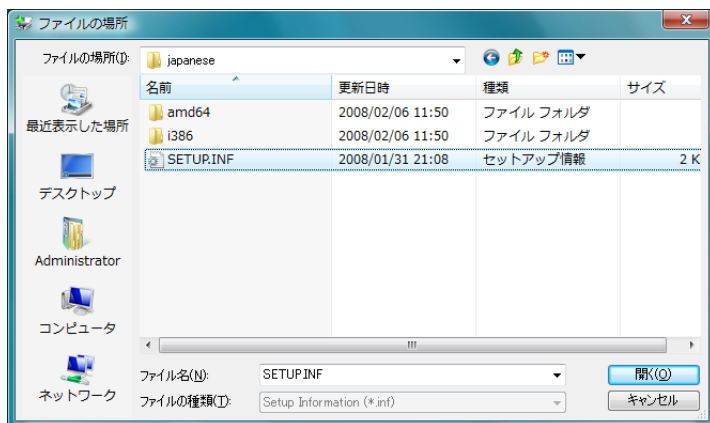 ファイルの場所
ファイルの場所(I):
japanese
名前 更新日時 種類 サイズ
amd64 2008/02/06 11:50 ファイル フォルダ
i386 2008/02/06 11:50 ファイル フォルダ
SETUP.INF 2008/01/31 21:08 セットアップ情報 2 K
最近表示した場所
デスクトップ
Administrator
コンピュータ
ネットワーク
ファイル名(N): SETUP.INF 開く(O)
ファイルの種類(T): Setup Information (*.inf) キャンセル